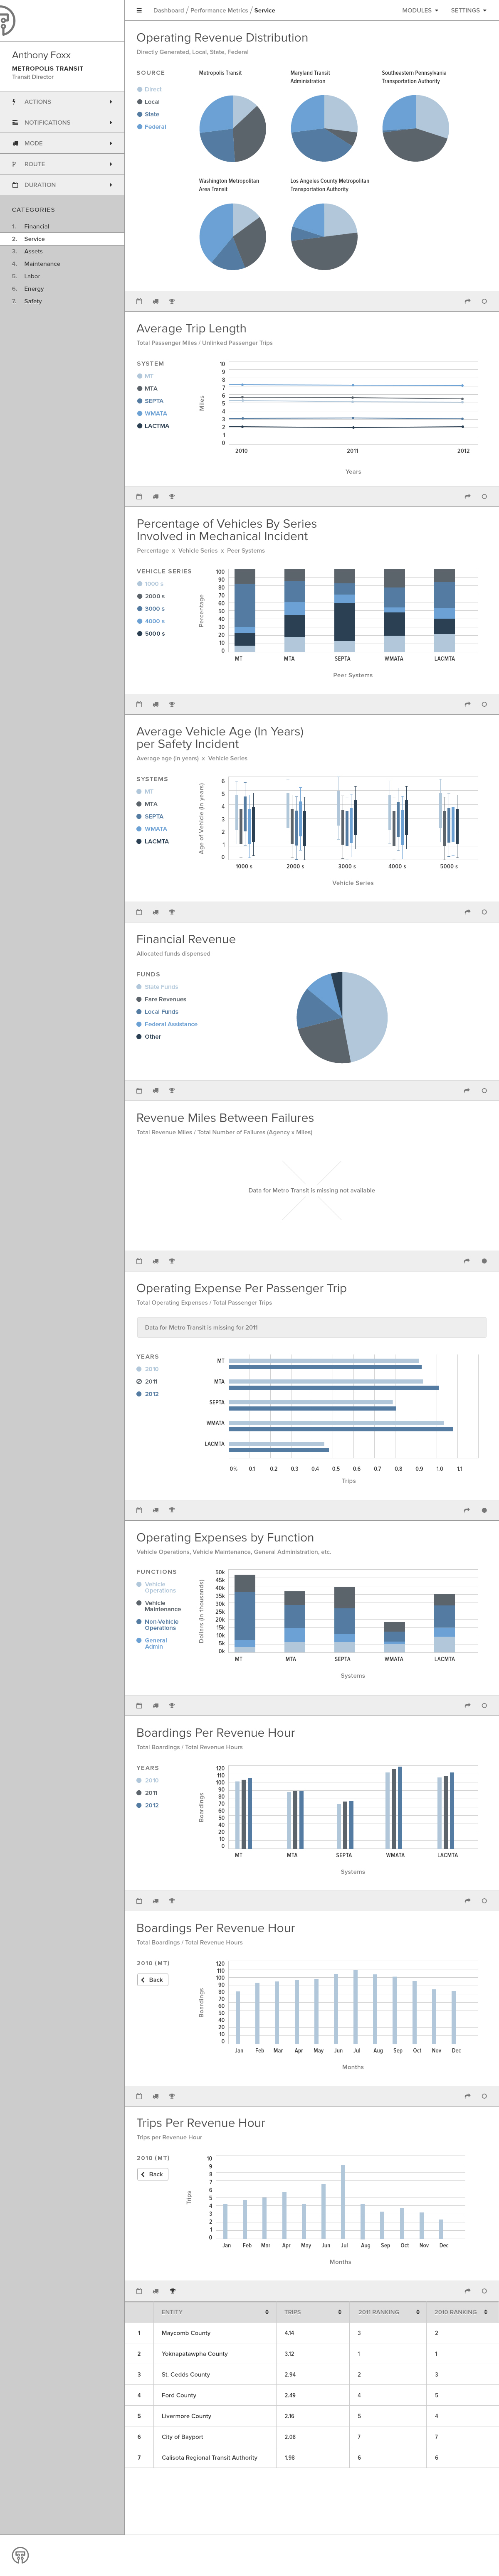 Dashboard / Performance Metrics / Service
MODULES
SETTINGS
Anthony Foxx
METROPOLIS TRANSIT
Transit Director
ACTIONS
NOTIFICATIONS
MODE
ROUTE
DURATION
CATEGORIES
1. Financial
2. Service
3. Assets
4. Maintenance
5. Labor
6. Energy
7. Safety
Operating Revenue Distribution
Directly Generated, Local, State, Federal
SOURCE
Direct
Local
State
Federal
Metropolis Transit
Maryland Transit
Administration
Southeastern Pennsylvania
Transportation Authority
Washington Metropolitan
Area Transit
Los Angeles County Metropolitan
Transportation Authority
Average Trip Length
Total Passenger Miles / Unlinked Passenger Trips
SYSTEM
MT
MTA
SEPTA
WMATA
LACTMA
Miles
10
9
8
7
6
5
4
3
2
1
0
2010 2011 2012
Years
Percentage of Vehicles By Series
Involved in Mechanical Incident
Percentage x Vehicle Series x Peer Systems
VEHICLE SERIES
1000 s
2000 s
3000 s
4000 s
5000 s
Percentage
100
90
80
70
60
50
40
30
20
10
0
MT MTA SEPTA WMATA LACMTA
Peer Systems
Average Vehicle Age (In Years)
per Safety Incident
Average age (in years) x Vehicle Series
SYSTEMS
MT
MTA
SEPTA
WMATA
LACMTA
Age of Vehicle (in years)
6
5
4
3
2
1
0
1000 s 2000 s 3000 s 4000 s 5000 s
Vehicle Series
Financial Revenue
Allocated funds dispensed
FUNDS
State Funds
Fare Revenues
Local Funds
Federal Assistance
Other
Revenue Miles Between Failures
Total Revenue Miles / Total Number of Failures (Agency x Miles)
Data for Metro Transit is missing not available
Operating Expense Per Passenger Trip
Total Operating Expenses / Total Passenger Trips
Data for Metro Transit is missing for 2011
YEARS
2010
2011
2012
MT
MTA
SEPTA
WMATA
LACMTA
0% 0.1 0.2 0.3 0.4 0.5 0.6 0.7 0.8 0.9 1.0 1.1
Trips
Operating Expenses by Function
Vehicle Operations, Vehicle Maintenance, General Administration, etc.
FUNCTIONS
Vehicle
Operations
Vehicle
Maintenance
Non-Vehicle
Operations
General
Admin
Dollars (in thousands)
50k
45k
40k
35k
30k
25k
20k
15k
10k
5k
0k
MT MTA SEPTA WMATA LACMTA
Systems
Boardings Per Revenue Hour
Total Boardings / Total Revenue Hours
YEARS
2010
2011
2012
Boardings
120
110
100
90
80
70
60
50
40
20
10
0
MT MTA SEPTA WMATA LACMTA
Systems
Boardings Per Revenue Hour
Total Boardings / Total Revenue Hours
2010 (MT)
Back
Boardings
120
110
100
90
80
70
60
50
40
20
10
0
Jan Feb Mar Apr May Jun Jul Aug Sep Oct Nov Dec
Months
Trips Per Revenue Hour
Trips per Revenue Hour
2010 (MT)
Back
Trips
10
9
8
7
6
5
4
3
2
1
0
Jan Feb Mar Apr May Jun Jul Aug Sep Oct Nov Dec
Months
ENTITY TRIPS 2011 RANKING 2010 RANKING
1 Maycomb County 4.14 3 2
2 Yoknapatawpha County 3.12 1 1
3 St. Cedds County 2.94 2 3
4 Ford County 2.49 4 5
5 Livermore County 2.16 5 4
6 City of Bayport 2.08 7 7
7 Calisota Regional Transit Authority 1.98 6 6